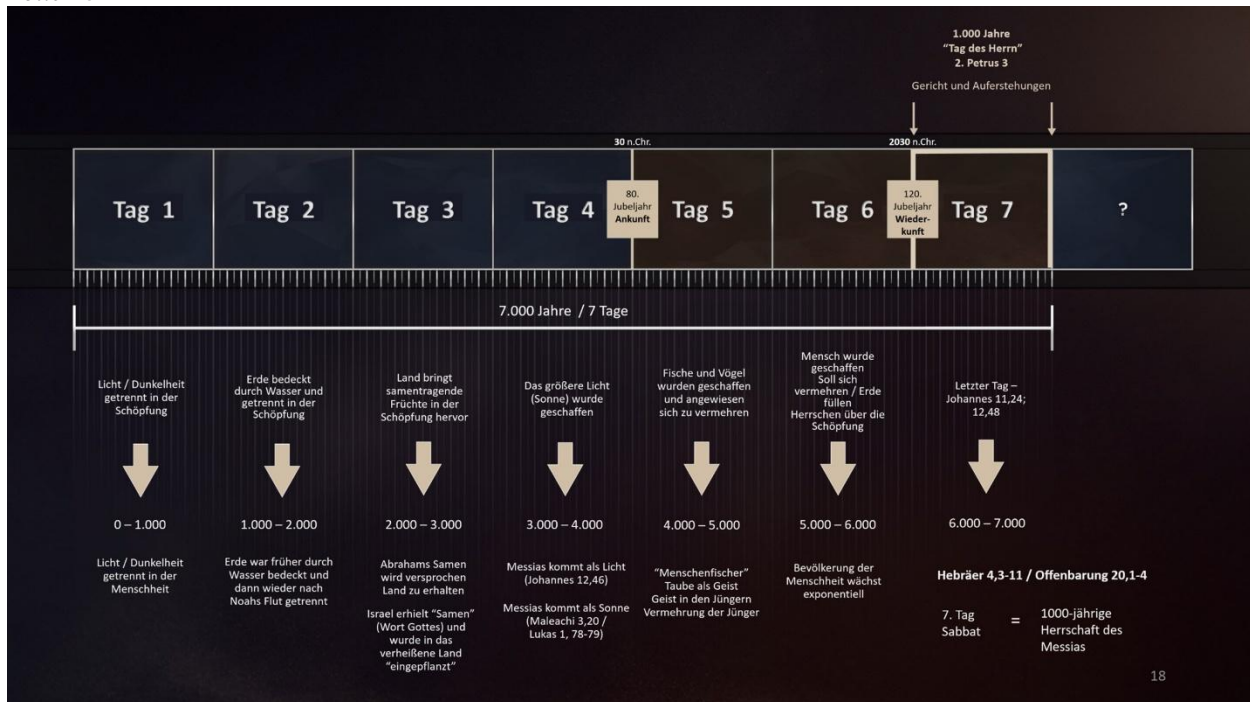 1.000 Jahre
"Tag des Herrn"
2. Petrus 3
Gericht und Auferstehungen
30 n.Chr.
2030 n.Chr.
Tag 1
Tag 2
Tag 3
Tag 4
80.
Jubeljahr
Ankunft
Tag 5
Tag 6
120.
Jubeljahr
Wieder-
kunft
Tag 7
?
7.000 Jahre / 7 Tage
Licht / Dunkelheit
getrennt in der
Schöpfung
Erde bedeckt
durch Wasser und
getrennt in der
Schöpfung
Land bringt
samentragende
Früchte in der
Schöpfung hervor
Das größere Licht
(Sonne) wurde
geschaffen
Fische und Vögel
wurden geschaffen
und angewiesen
sich zu vermehren
Mensch wurde
geschaffen
Soll sich
vermehren / Erde
füllen
Herrschen über die
Schöpfung
Letzter Tag –
Johannes 11,24;
12,48
0 – 1.000
1.000 – 2.000
2.000 – 3.000
3.000 – 4.000
4.000 – 5.000
5.000 – 6.000
6.000 – 7.000
Licht / Dunkelheit
getrennt in der
Menschheit
Erde war früher durch
Wasser bedeckt und
dann wieder nach
Noahs Flut getrennt
Abrahams Samen
wird versprochen
Land zu erhalten
Israel erhielt "Samen"
(Wort Gottes) und
wurde in das
verheißene Land
"eingepflanzt"
Messias kommt als Licht
(Johannes 12,46)
Messias kommt als Sonne
(Maleachi 3,20 /
Lukas 1, 78-79)
"Menschenfischer"
Taube als Geist
Geist in den Jüngern
Vermehrung der Jünger
Bevölkerung der
Menschheit wächst
exponentiell
Hebräer 4,3-11 / Offenbarung 20,1-4
7. Tag
Sabbat
=
1000-jährige
Herrschaft des
Messias
18